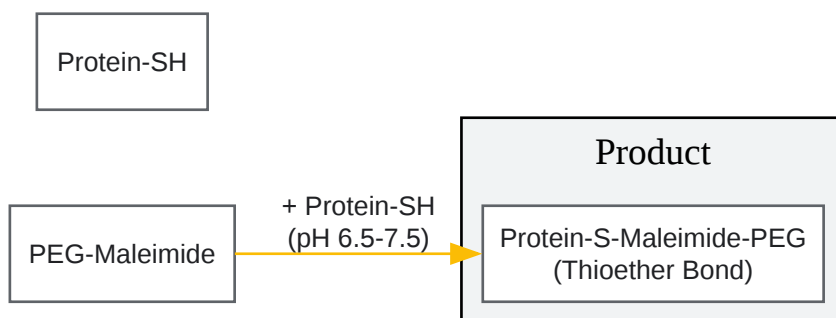 Protein-SH
Product
PEG-Maleimide
+ Protein-SH
(pH 6.5-7.5)
Protein-S-Maleimide-PEG
(Thioether Bond)